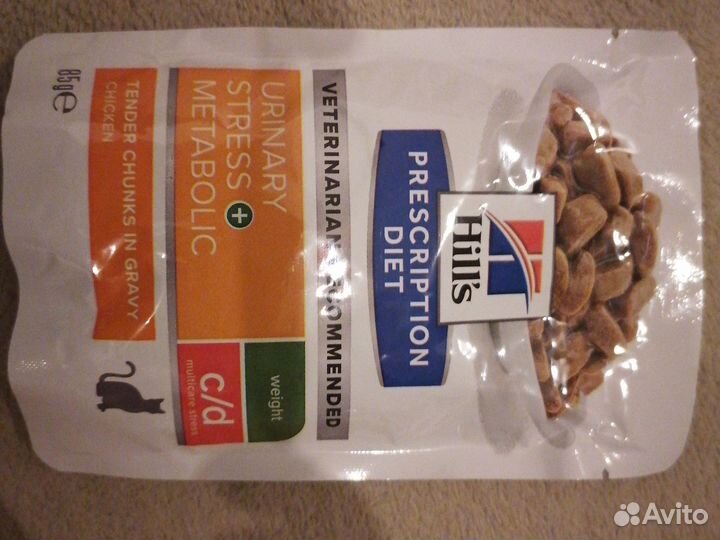 Hill's
PRESCRIPTION
DIET
VETERINARIAN RECOMMENDED
URINARY
STRESS +
METABOLIC
weight
c/d
multicare stress
TENDER CHUNKS IN GRAVY
CHICKEN
85g℮
Avito